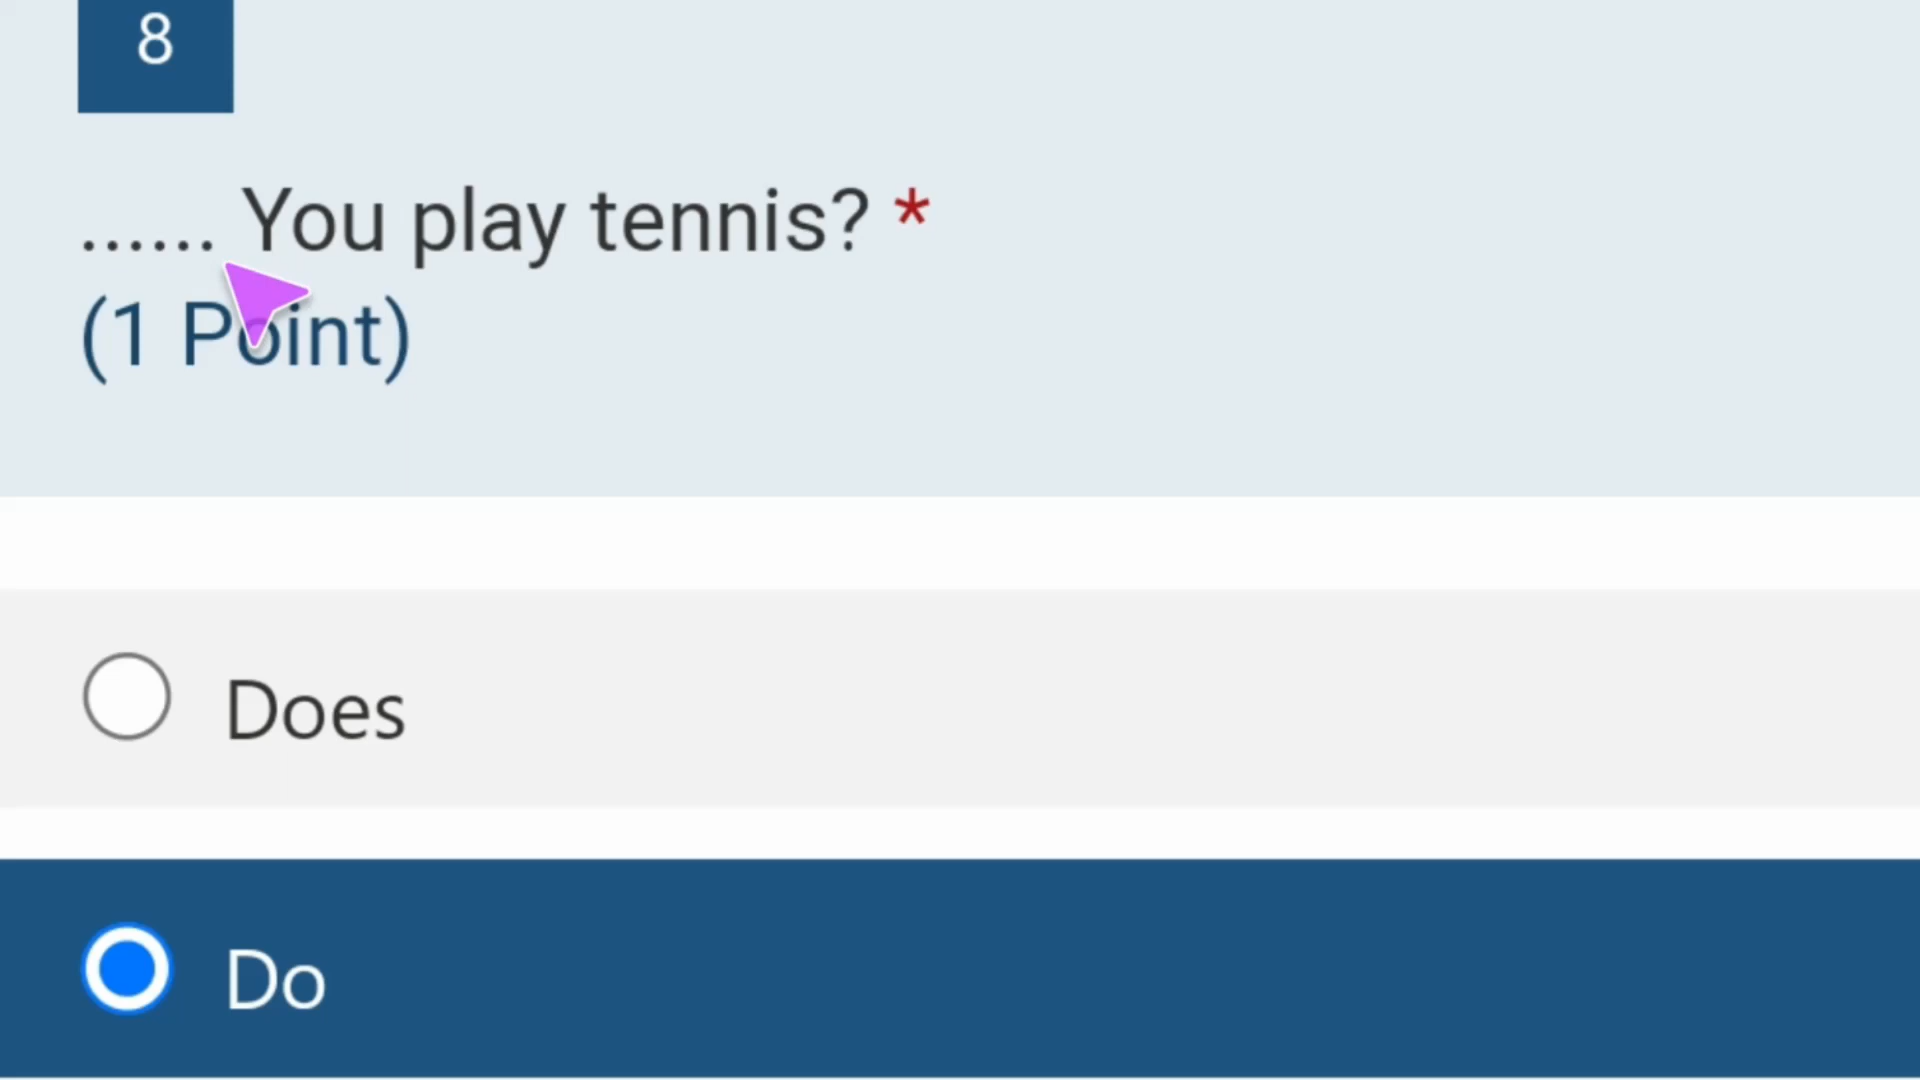 8
...... You play tennis? *
(1 Point)
Does
Do